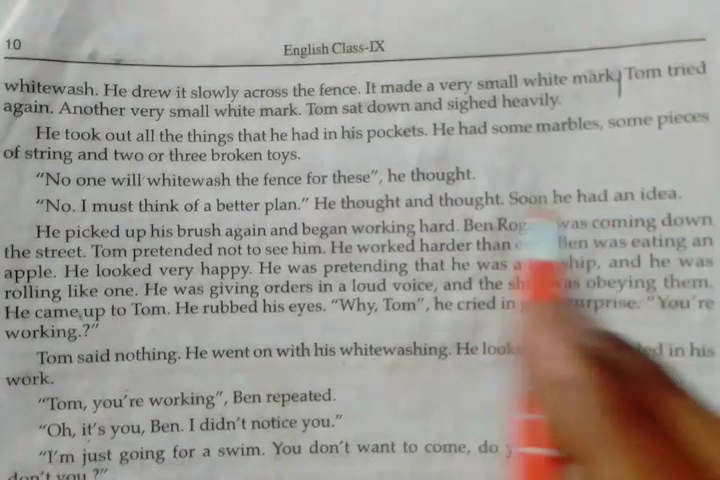 10
English Class-IX
whitewash. He drew it slowly across the fence. It made a very small white mark, Tom tried
again. Another very small white mark. Tom sat down and sighed heavily.
He took out all the things that he had in his pockets. He had some marbles, some pieces
of string and two or three broken toys.
"No one will whitewash the fence for these", he thought.
"No. I must think of a better plan." He thought and thought. Soon he had an idea.
He picked up his brush again and began working hard. Ben was coming down
the street. Tom pretended not to see him. He worked harder than Ben was eating an
apple. He looked very happy. He was pretending that he was a ship, and he was
rolling like one. He was giving orders in a loud voice, and the was obeying them.
He came up to Tom. He rubbed his eyes. "Why, Tom", he cried in surprise. "You're
working.?"
Tom said nothing. He went on with his whitewashing. He in his
work.
"Tom, you're working", Ben repeated.
"Oh, it's you, Ben. I didn't notice you."
"I'm just going for a swim. You don't want to come, do
don't you ?"